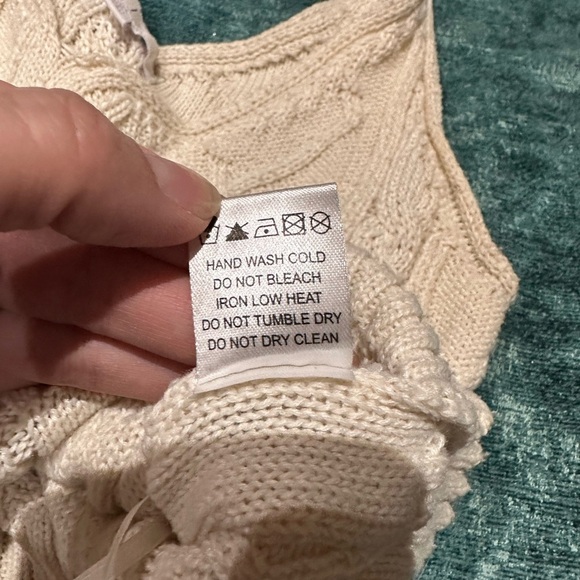 HAND WASH COLD
DO NOT BLEACH
IRON LOW HEAT
DO NOT TUMBLE DRY
DO NOT DRY CLEAN